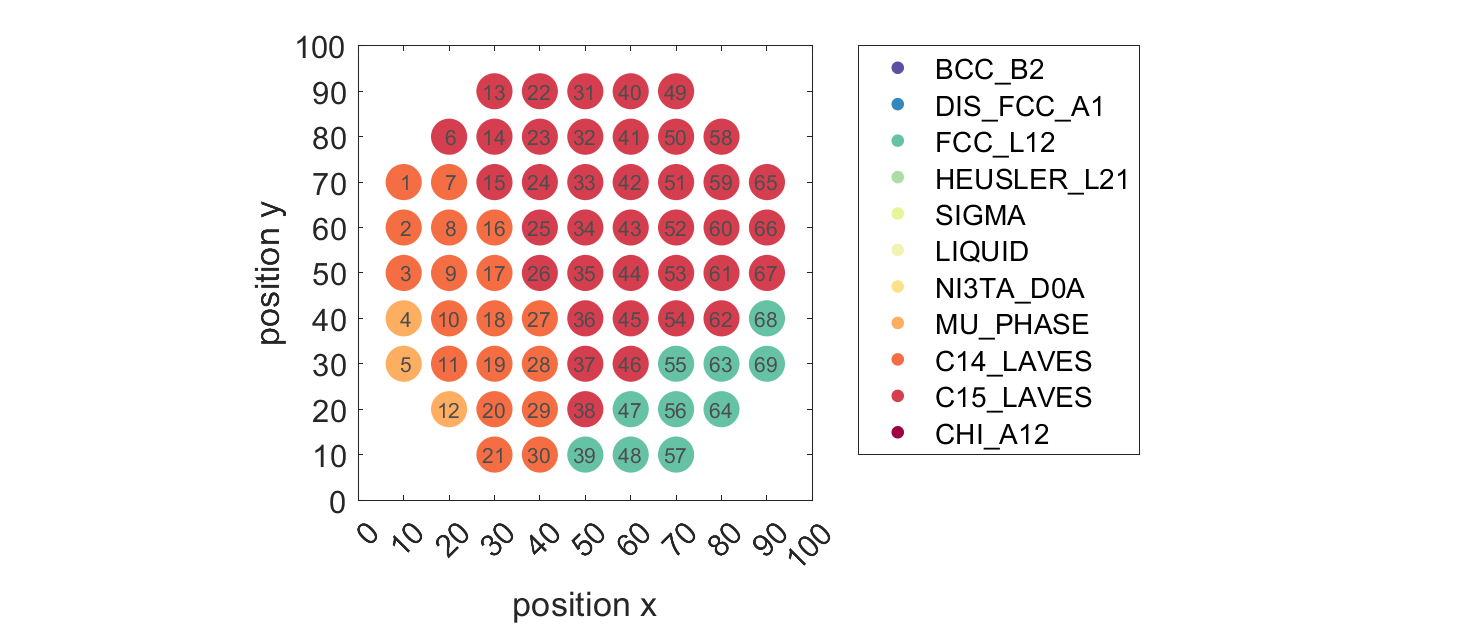 100
90 13 22 31 40 49
80 6 14 23 32 41 50 58
70 1 7 15 24 33 42 51 59 65
60 2 8 16 25 34 43 52 60 66
50 3 9 17 26 35 44 53 61 67
40 4 10 18 27 36 45 54 62 68
30 5 11 19 28 37 46 55 63 69
20 12 20 29 38 47 56 64
10 21 30 39 48 57
0
0 10 20 30 40 50 60 70 80 90 100
position x
position y
BCC_B2
DIS_FCC_A1
FCC_L12
HEUSLER_L21
SIGMA
LIQUID
NI3TA_D0A
MU_PHASE
C14_LAVES
C15_LAVES
CHI_A12